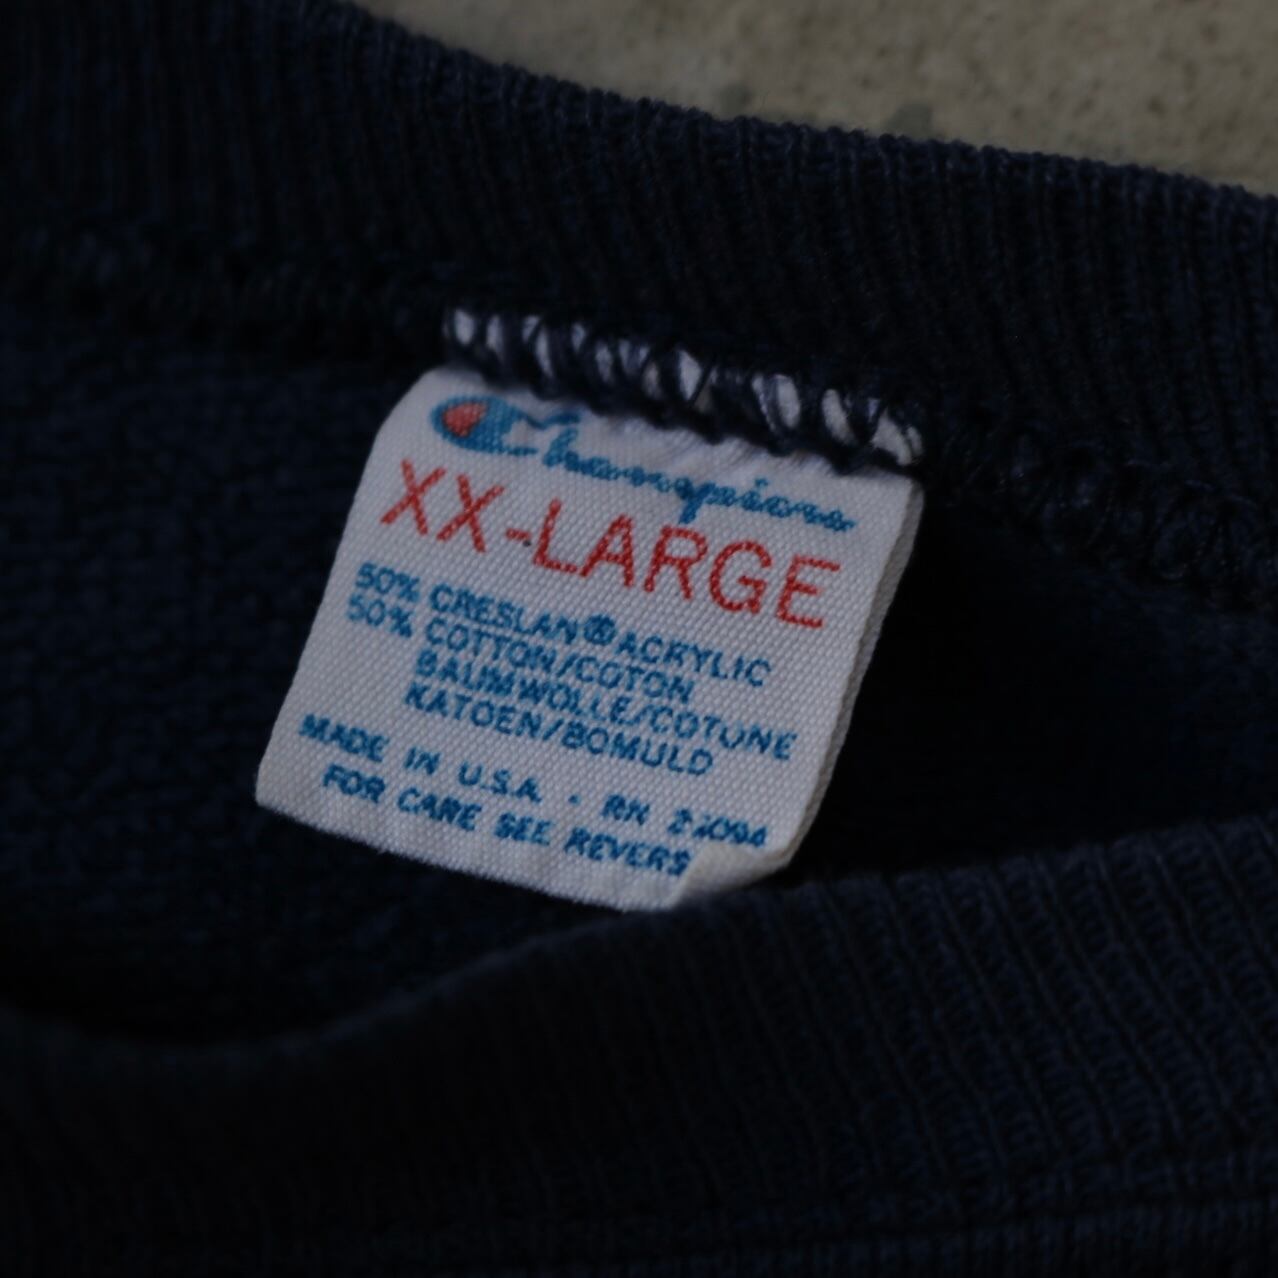 Champion
XX-LARGE
50% CRESLAN® ACRYLIC
50% COTTON/COTON
BAUMWOLLE/COTONE
KATOEN/BOMULD
MADE IN U.S.A. · RN 26094
FOR CARE SEE REVERS